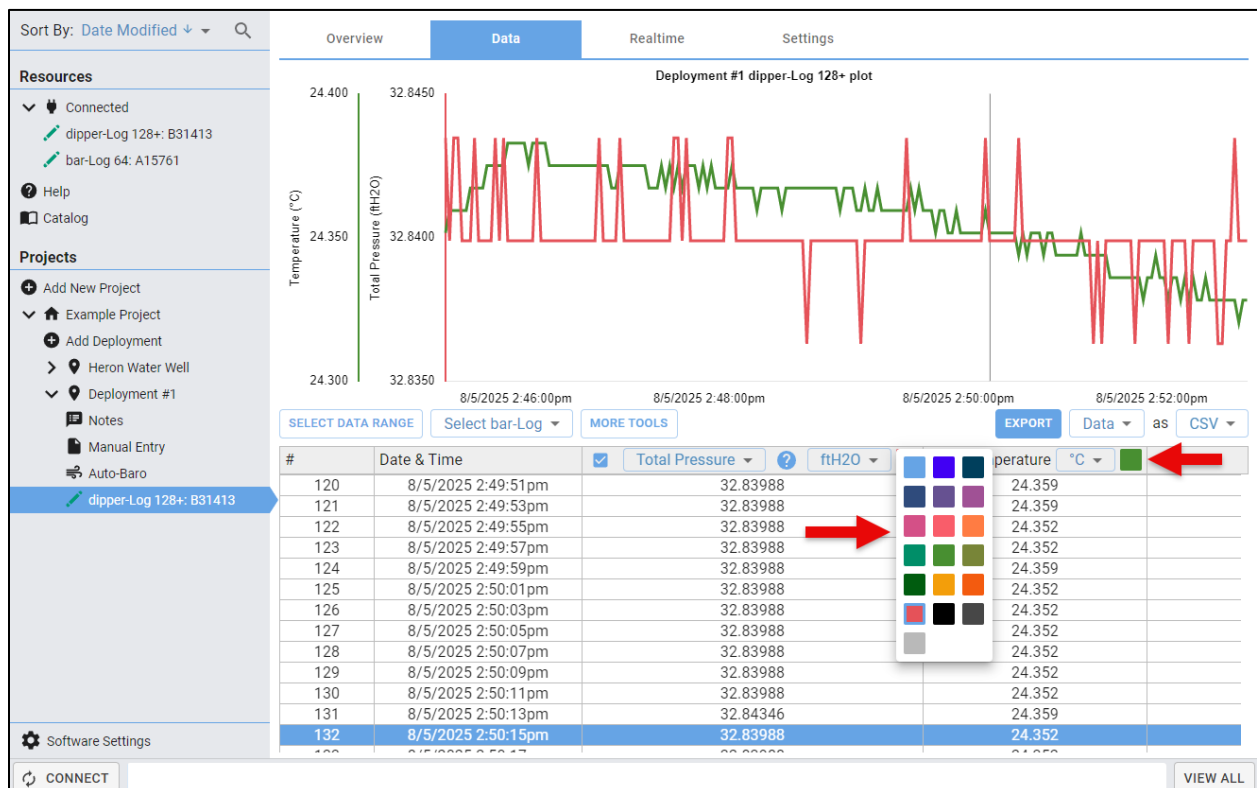 Sort By: Date Modified
Overview Data Realtime Settings
Resources
Connected
dipper-Log 128+: B31413
bar-Log 64: A15761
Help
Catalog
Projects
Add New Project
Example Project
Add Deployment
Heron Water Well
Deployment #1
Notes
Manual Entry
Auto-Baro
dipper-Log 128+: B31413
Software Settings
CONNECT
Deployment #1 dipper-Log 128+ plot
24.400 32.8450
Temperature (°C)
Total Pressure (ftH2O)
24.350 32.8400
24.300 32.8350
8/5/2025 2:46:00pm 8/5/2025 2:48:00pm 8/5/2025 2:50:00pm 8/5/2025 2:52:00pm
SELECT DATA RANGE Select bar-Log MORE TOOLS EXPORT Data as CSV
# Date & Time Total Pressure ? ftH2O perature °C
120 8/5/2025 2:49:51pm 32.83988 24.359
121 8/5/2025 2:49:53pm 32.83988 24.359
122 8/5/2025 2:49:55pm 32.83988 24.352
123 8/5/2025 2:49:57pm 32.83988 24.352
124 8/5/2025 2:49:59pm 32.83988 24.359
125 8/5/2025 2:50:01pm 32.83988 24.352
126 8/5/2025 2:50:03pm 32.83988 24.352
127 8/5/2025 2:50:05pm 32.83988 24.352
128 8/5/2025 2:50:07pm 32.83988 24.352
129 8/5/2025 2:50:09pm 32.83988 24.352
130 8/5/2025 2:50:11pm 32.83988 24.352
131 8/5/2025 2:50:13pm 32.84346 24.359
132 8/5/2025 2:50:15pm 32.83988 24.352
VIEW ALL